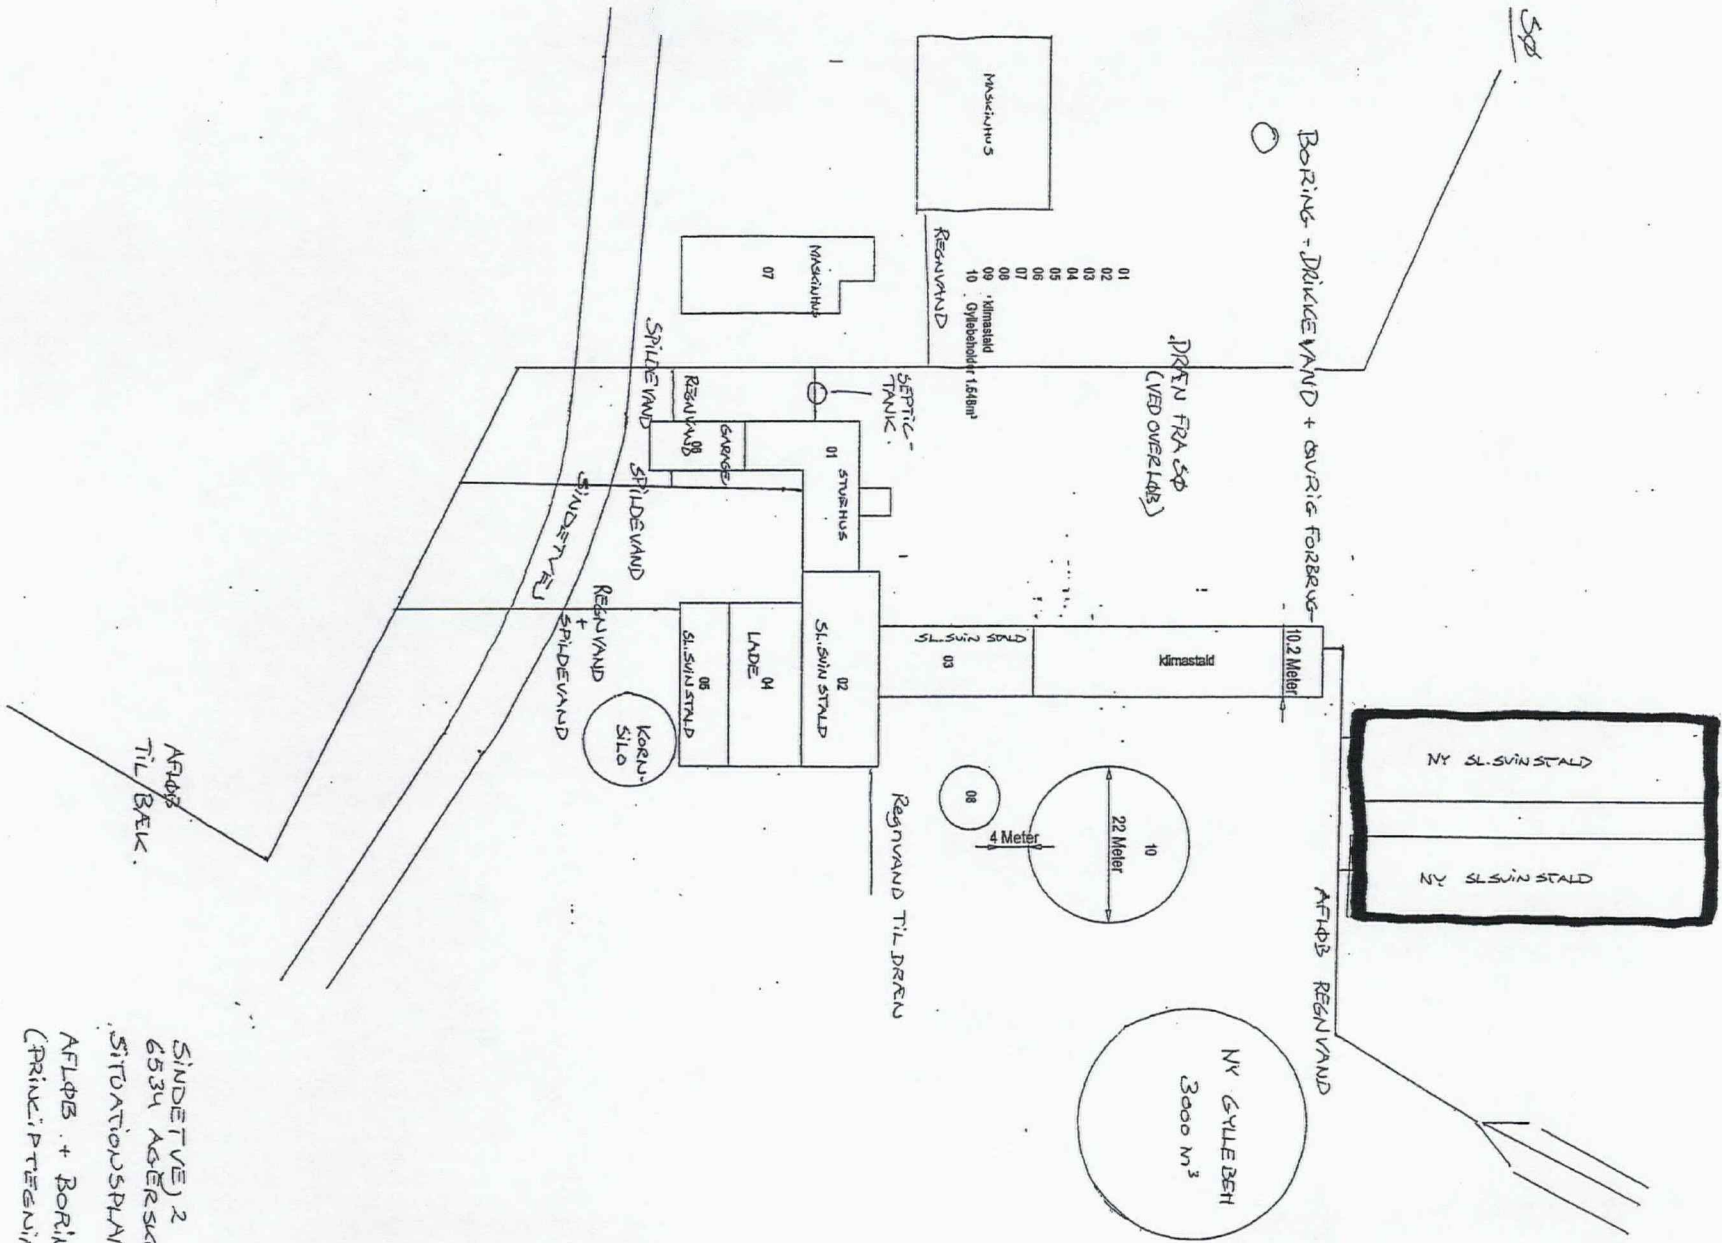 SØ
BORING - DRIKKEVAND + ØVRIG FORBRUG
MASKINHUS
REGNVAND
01
02
03
04
05
06
07
08
09 klimastald
10 Gyllebeholder 1.648m³
DRÆN FRA SØ
(VED OVERLØB)
MASKINHUS
07
SEPTIC-
TANK.
SPILDEVAND
REGNVAND
06
GARAGE
01
STUEHUS
SPILDEVAND
SINDETVEJ
REGNVAND
+
SPILDEVAND
SL.SVIN STALD
03
klimastald
10.2 Meter
02
SL.SVIN STALD
04
LADE
05
SL.SVIN STALD
KORN-
SILO
NY SL.SVIN STALD
NY SL.SVIN STALD
08
4 Meter
10
22 Meter
REGNVAND TIL DRÆN
AFLØB REGNVAND
AFLØB
TIL BÆK.
NY GYLLEBEH
3000 M³
SINDETVEJ 2
6534 AGERSK
SITUATIONSPLAN
AFLØB + BORIN
(PRINCIPTEGNIN